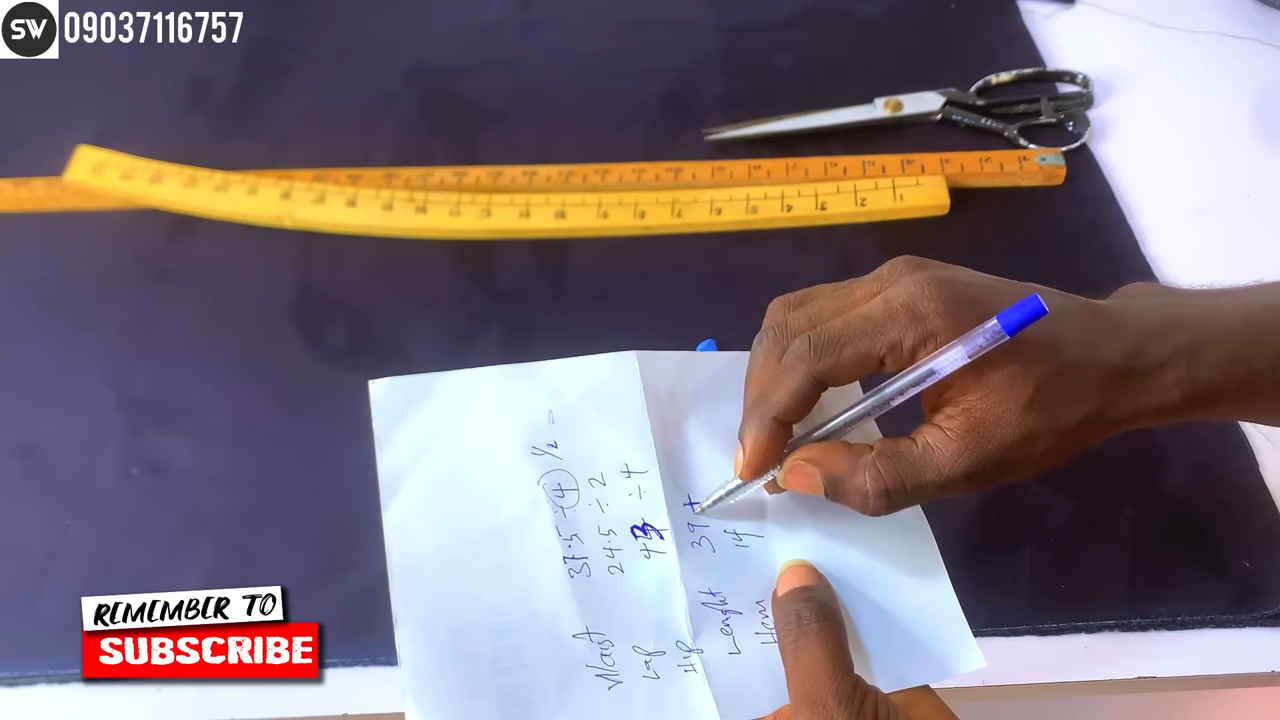 SW 09037116757
Waist 37.5 ÷ 4 1/2 =
Lap 24.5 ÷ 2
Hip 43 ÷ 4
Lenght 39 +
Hem 14
REMEMBER TO
SUBSCRIBE